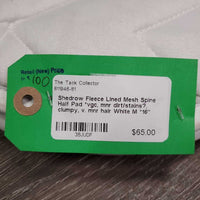 Retail (New) Price
$100
The Tack Collector
Shedrow Fleece Lined Mesh Spine
Half Pad *vgc, mnr dirt/stains?
clumpy, v. mnr hair White M "16"
$65.00